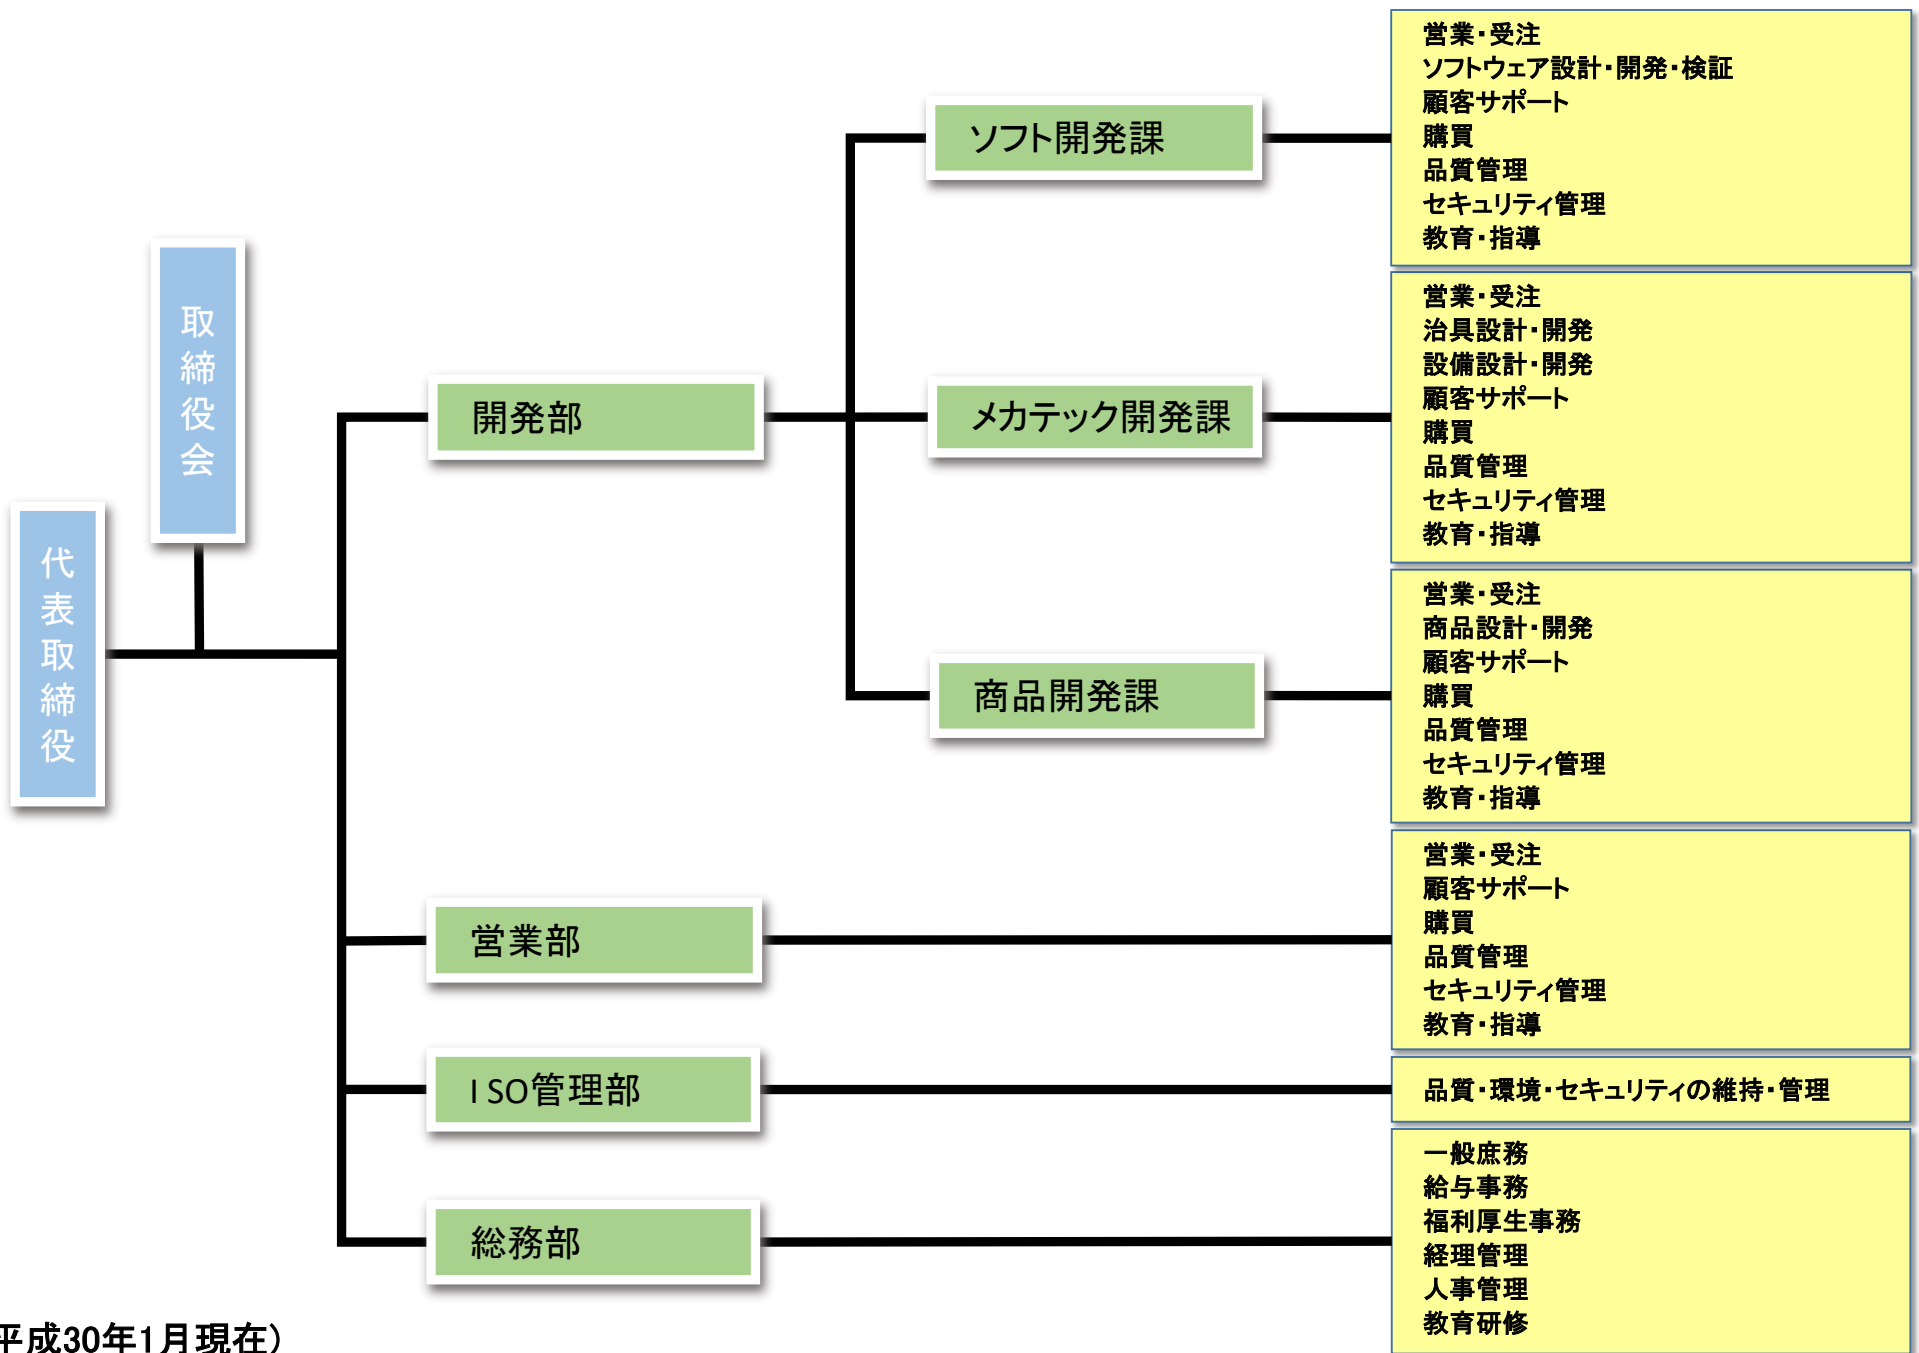 代表取締役
取締役会
開発部
ソフト開発課
営業・受注
ソフトウェア設計・開発・検証
顧客サポート
購買
品質管理
セキュリティ管理
教育・指導
メカテック開発課
営業・受注
治具設計・開発
設備設計・開発
顧客サポート
購買
品質管理
セキュリティ管理
教育・指導
商品開発課
営業・受注
商品設計・開発
顧客サポート
購買
品質管理
セキュリティ管理
教育・指導
営業部
営業・受注
顧客サポート
購買
品質管理
セキュリティ管理
教育・指導
ISO管理部
品質・環境・セキュリティの維持・管理
総務部
一般庶務
給与事務
福利厚生事務
経理管理
人事管理
教育研修
平成30年1月現在)